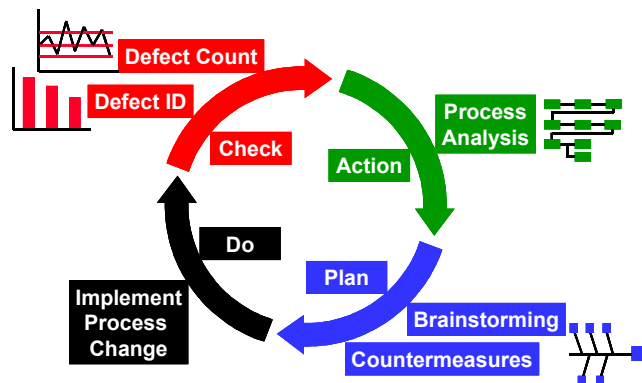 Defect Count
Defect ID
Check
Process
Analysis
Action
Do
Plan
Implement
Process
Change
Brainstorming
Countermeasures